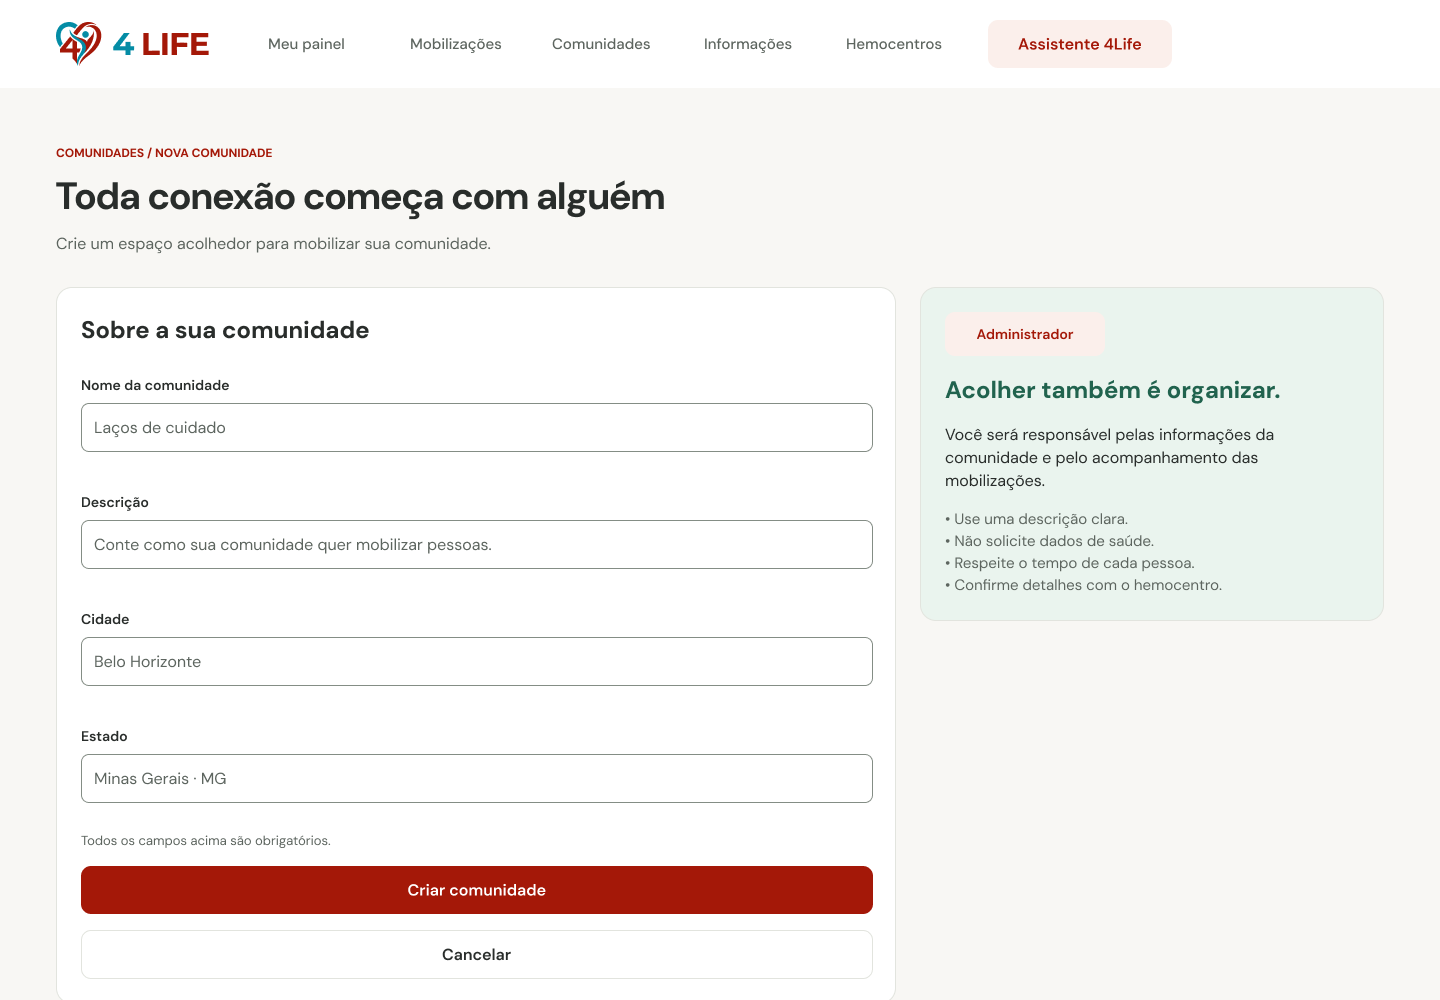 4 LIFE
Meu painel
Mobilizações
Comunidades
Informações
Hemocentros
Assistente 4Life
COMUNIDADES / NOVA COMUNIDADE
Toda conexão começa com alguém
Crie um espaço acolhedor para mobilizar sua comunidade.
Sobre a sua comunidade
Nome da comunidade
Laços de cuidado
Descrição
Conte como sua comunidade quer mobilizar pessoas.
Cidade
Belo Horizonte
Estado
Minas Gerais · MG
Todos os campos acima são obrigatórios.
Criar comunidade
Cancelar
Administrador
Acolher também é organizar.
Você será responsável pelas informações da
comunidade e pelo acompanhamento das
mobilizações.
• Use uma descrição clara.
• Não solicite dados de saúde.
• Respeite o tempo de cada pessoa.
• Confirme detalhes com o hemocentro.